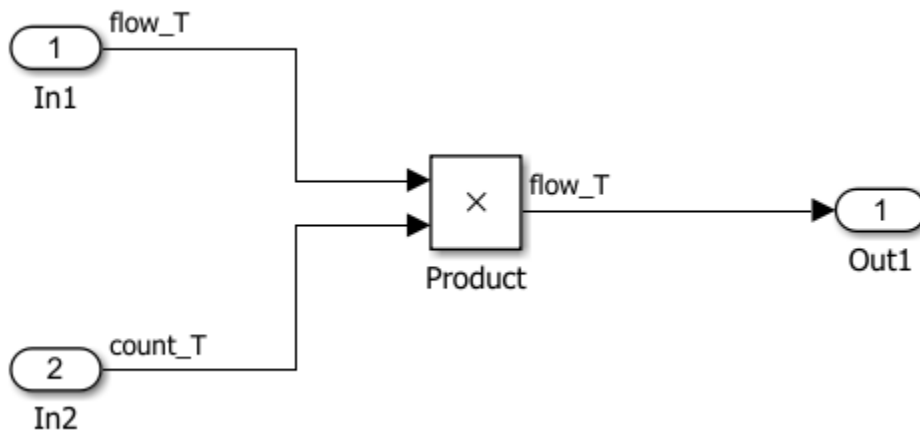 flow_T
1
In1
flow_T
×
1
Product
Out1
count_T
2
In2